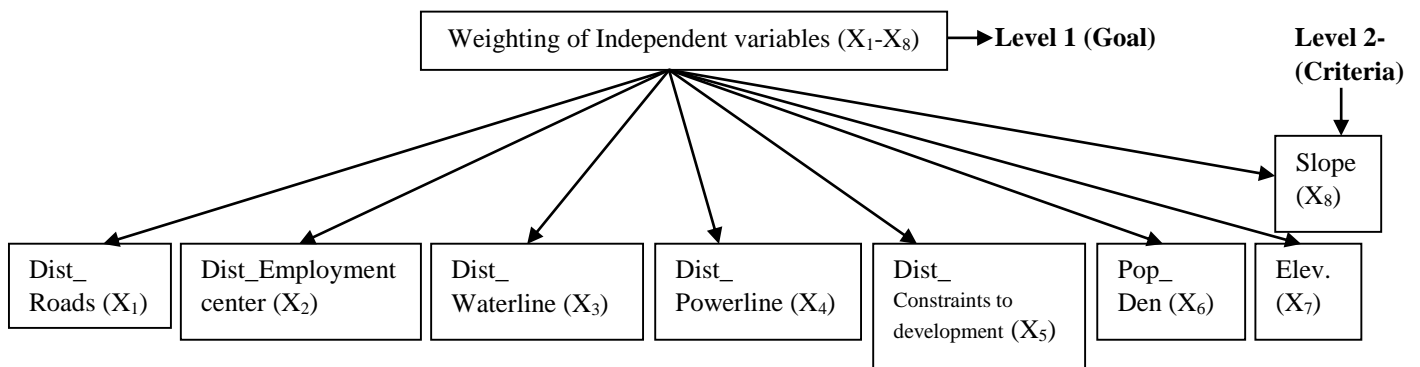 Weighting of Independent variables (X₁-X₈)
Level 1 (Goal)
Level 2-
(Criteria)
Slope
(X₈)
Dist_
Roads (X₁)
Dist_Employment
center (X₂)
Dist_
Waterline (X₃)
Dist_
Powerline (X₄)
Dist_
Constraints to
development (X₅)
Pop_
Den (X₆)
Elev.
(X₇)